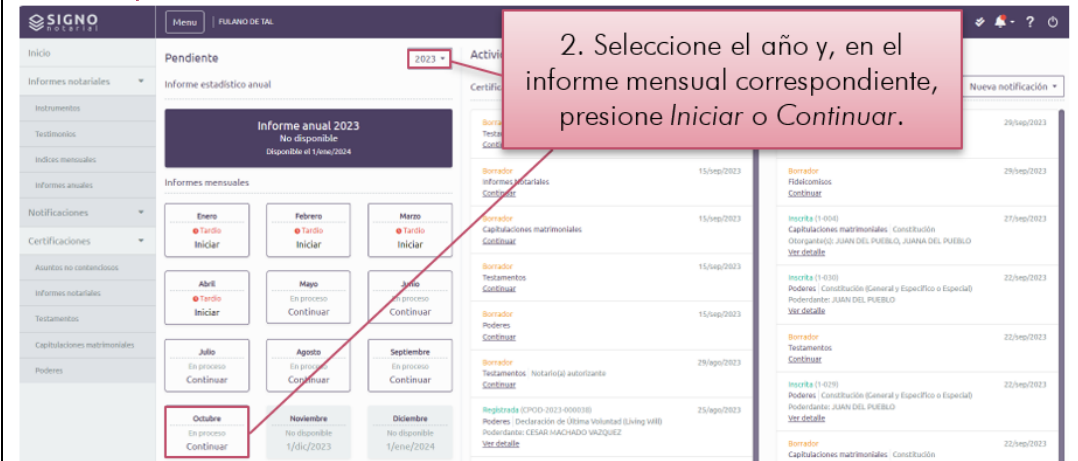 SIGNO
notarial
Menu
FULANO DE TAL
?
Inicio
Informes notariales
Instrumentos
Testimonios
Indices mensuales
Informes anuales
Notificaciones
Certificaciones
Asuntos no contenciosos
Informes notariales
Testamentos
Capitulaciones matrimoniales
Poderes
Pendiente
2023
Informe estadístico anual
Informe anual 2023
No disponible
Disponible el 1/ene/2024
Informes mensuales
Enero
Tardío
Iniciar
Febrero
Tardío
Iniciar
Marzo
Tardío
Iniciar
Abril
Tardío
Iniciar
Mayo
En proceso
Continuar
Junio
En proceso
Continuar
Julio
En proceso
Continuar
Agosto
En proceso
Continuar
Septiembre
En proceso
Continuar
Octubre
En proceso
Continuar
Noviembre
No disponible
1/dic/2023
Diciembre
No disponible
1/ene/2024
2. Seleccione el año y, en el
informe mensual correspondiente,
presione Iniciar o Continuar.
Borrador
Informes Notariales
Continuar
15/sep/2023
Borrador
Capitulaciones matrimoniales
Continuar
15/sep/2023
Borrador
Testamentos
Continuar
15/sep/2023
Borrador
Poderes
Continuar
15/sep/2023
Borrador
Testamentos Notario(a) autorizante
Continuar
29/ago/2023
Registrada (CPOD-2023-000038)
Poderes | Declaración de Última Voluntad (Living Will)
Poderdante: CESAR MACHADO VAZQUEZ
Ver detalle
25/ago/2023
Nueva notificación
29/sep/2023
Borrador
Fideicomisos
Continuar
29/sep/2023
Inscrita (1-004)
Capitulaciones matrimoniales | Constitución
Otorgante(s): JUAN DEL PUEBLO, JUANA DEL PUEBLO
Ver detalle
27/sep/2023
Inscrita (1-030)
Poderes | Constitución (General y Específico o Especial)
Poderdante: JUAN DEL PUEBLO
Ver detalle
22/sep/2023
Borrador
Testamentos
Continuar
22/sep/2023
Inscrita (1-029)
Poderes | Constitución (General y Específico o Especial)
Poderdante: JUAN DEL PUEBLO
Ver detalle
22/sep/2023
Borrador
Capitulaciones matrimoniales | Constitución
22/sep/2023